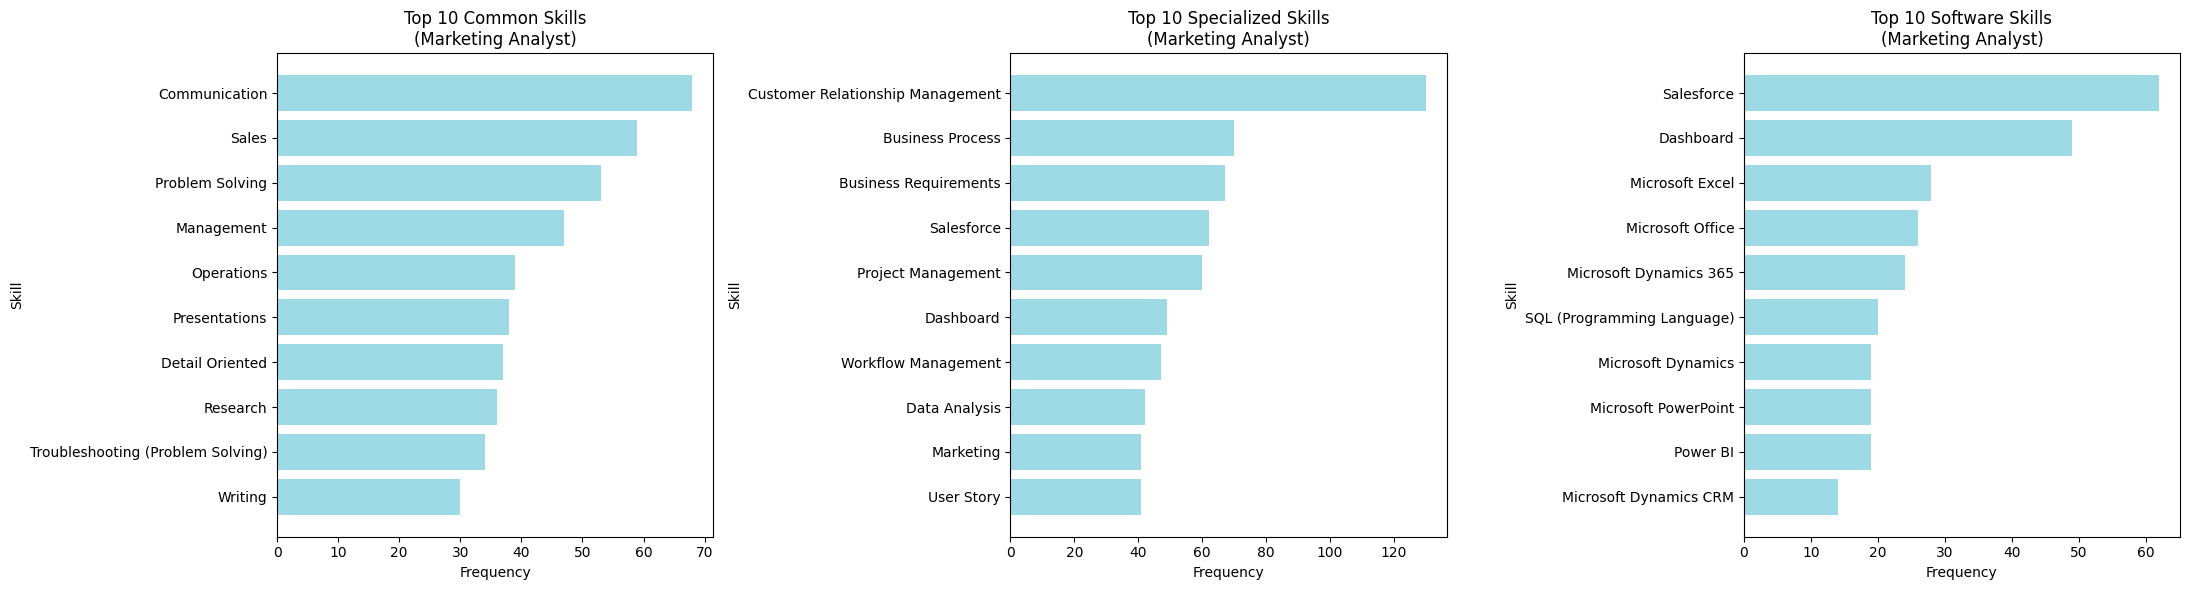 Top 10 Common Skills
(Marketing Analyst)
Skill
Communication
Sales
Problem Solving
Management
Operations
Presentations
Detail Oriented
Research
Troubleshooting (Problem Solving)
Writing
0 10 20 30 40 50 60 70
Frequency
Top 10 Specialized Skills
(Marketing Analyst)
Skill
Customer Relationship Management
Business Process
Business Requirements
Salesforce
Project Management
Dashboard
Workflow Management
Data Analysis
Marketing
User Story
0 20 40 60 80 100 120
Frequency
Top 10 Software Skills
(Marketing Analyst)
Skill
Salesforce
Dashboard
Microsoft Excel
Microsoft Office
Microsoft Dynamics 365
SQL (Programming Language)
Microsoft Dynamics
Microsoft PowerPoint
Power BI
Microsoft Dynamics CRM
0 10 20 30 40 50 60
Frequency